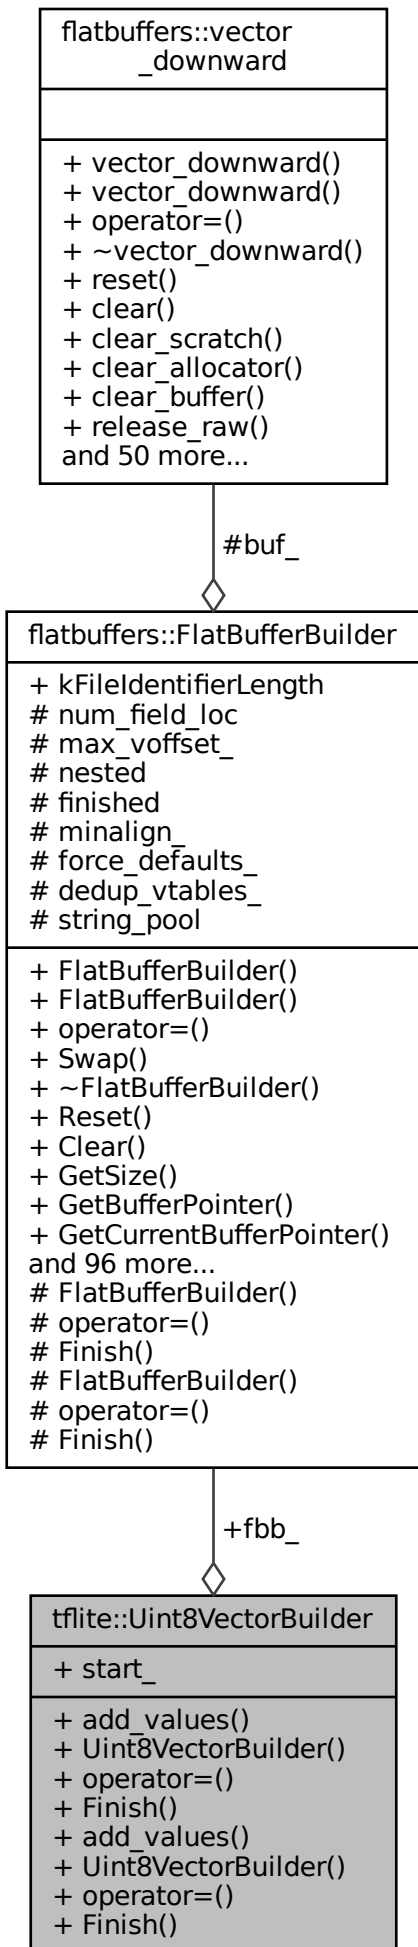 flatbuffers::vector
_downward
+ vector_downward()
+ vector_downward()
+ operator=()
+ ~vector_downward()
+ reset()
+ clear()
+ clear_scratch()
+ clear_allocator()
+ clear_buffer()
+ release_raw()
and 50 more...
#buf_
flatbuffers::FlatBufferBuilder
+ kFileIdentifierLength
# num_field_loc
# max_voffset_
# nested
# finished
# minalign_
# force_defaults_
# dedup_vtables_
# string_pool
+ FlatBufferBuilder()
+ FlatBufferBuilder()
+ operator=()
+ Swap()
+ ~FlatBufferBuilder()
+ Reset()
+ Clear()
+ GetSize()
+ GetBufferPointer()
+ GetCurrentBufferPointer()
and 96 more...
# FlatBufferBuilder()
# operator=()
# Finish()
# FlatBufferBuilder()
# operator=()
# Finish()
+fbb_
tflite::Uint8VectorBuilder
+ start_
+ add_values()
+ Uint8VectorBuilder()
+ operator=()
+ Finish()
+ add_values()
+ Uint8VectorBuilder()
+ operator=()
+ Finish()